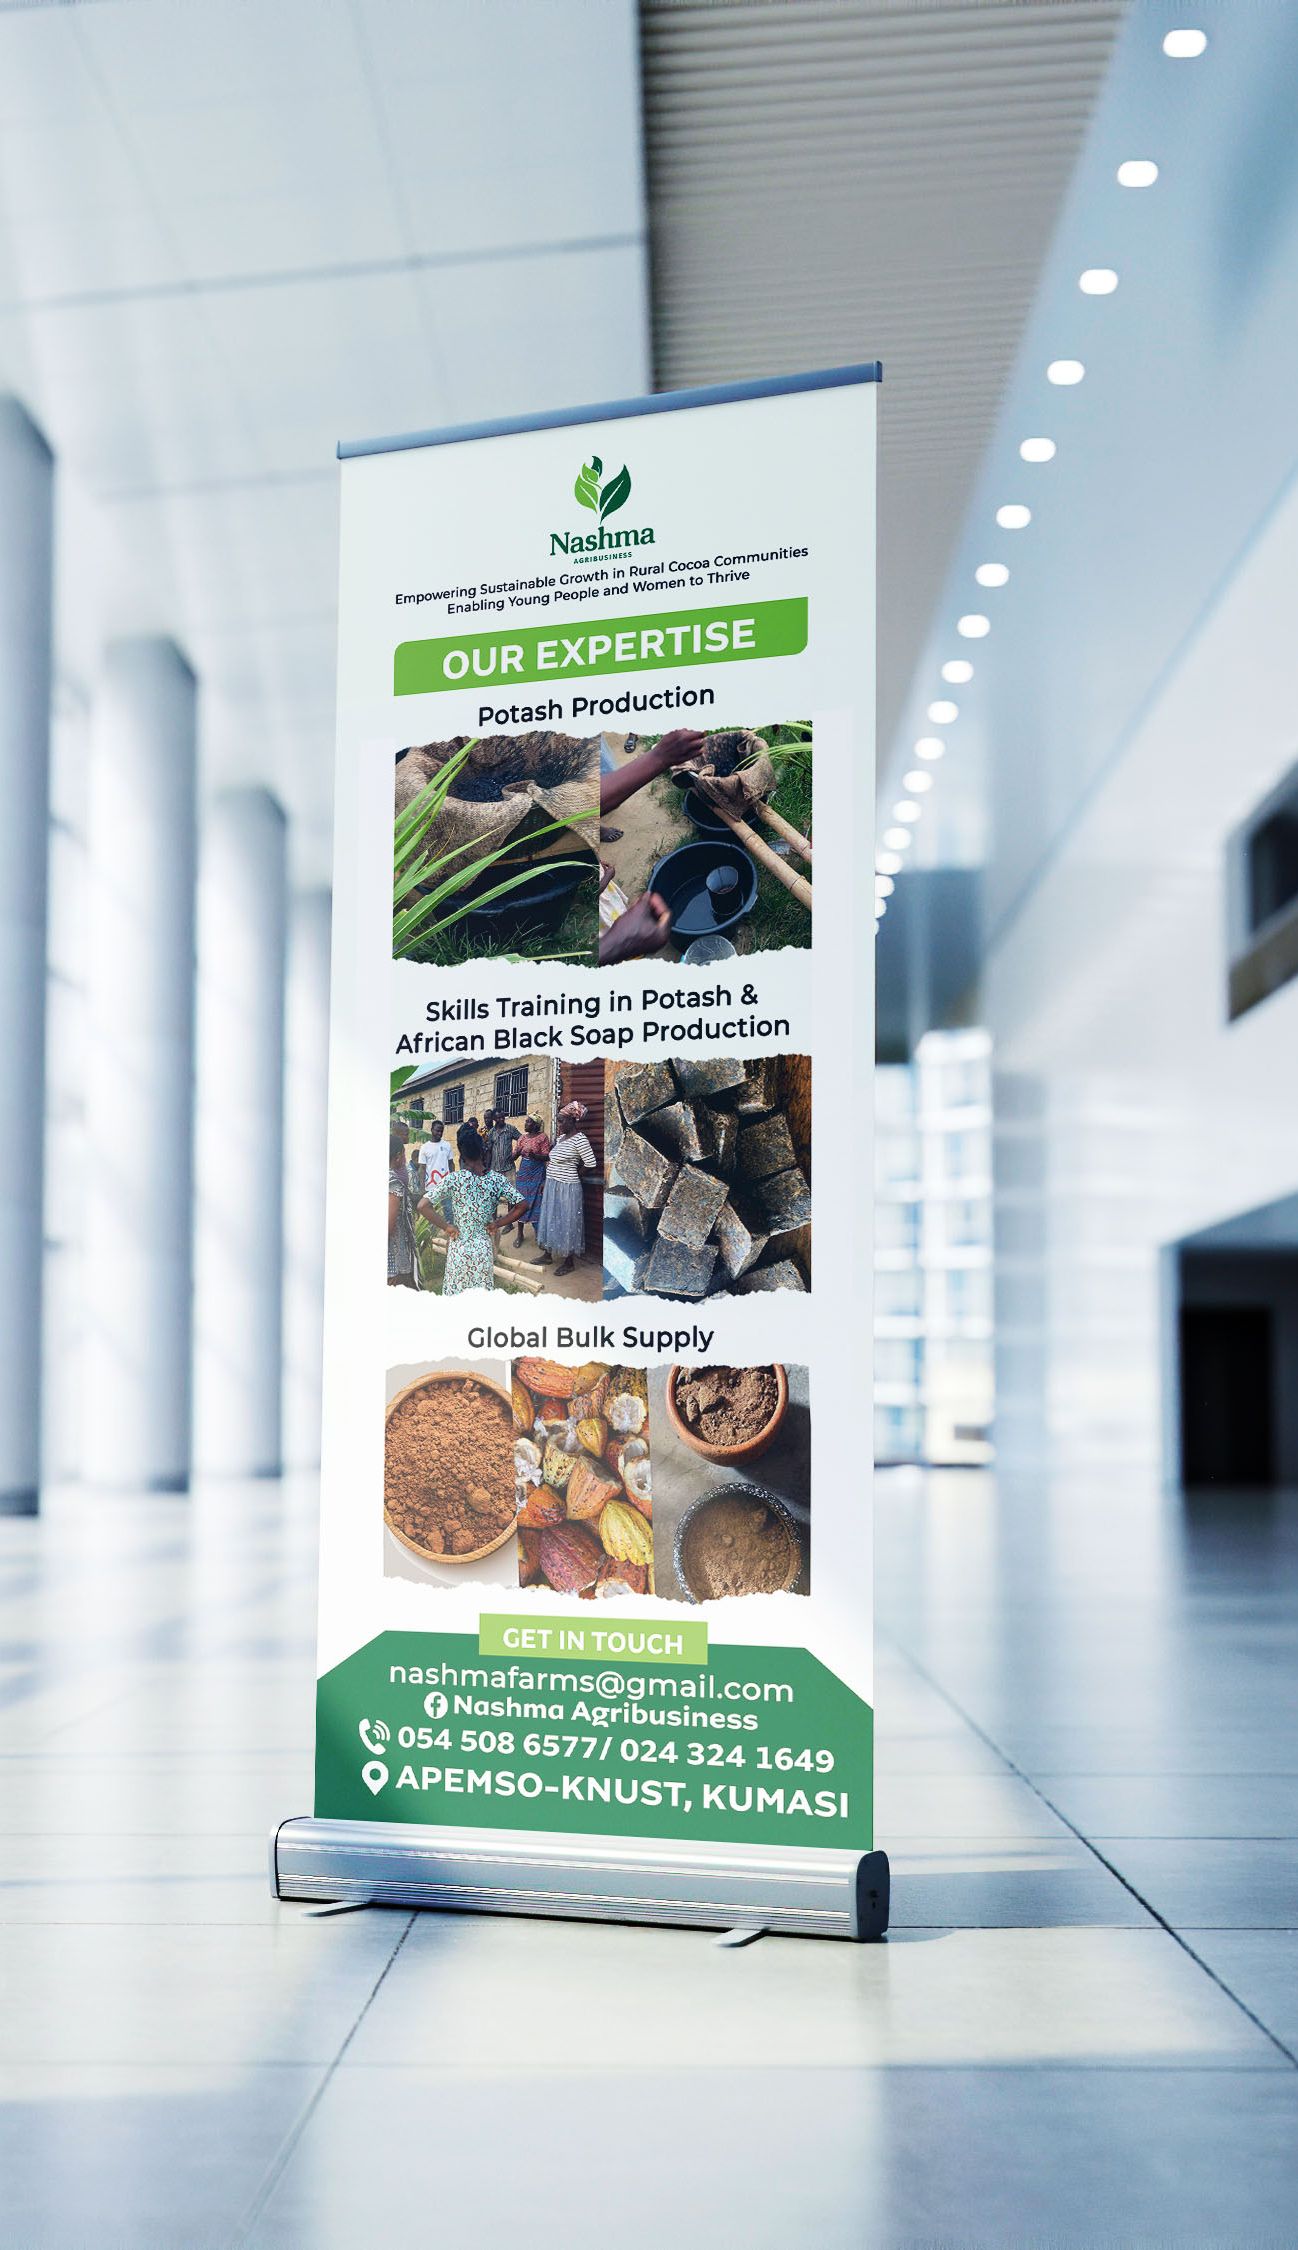 Nashma
AGRIBUSINESS
Empowering Sustainable Growth in Rural Cocoa Communities
Enabling Young People and Women to Thrive
OUR EXPERTISE
Potash Production
Skills Training in Potash &
African Black Soap Production
Global Bulk Supply
GET IN TOUCH
nashmafarms@gmail.com
Nashma Agribusiness
054 508 6577/ 024 324 1649
APEMSO-KNUST, KUMASI